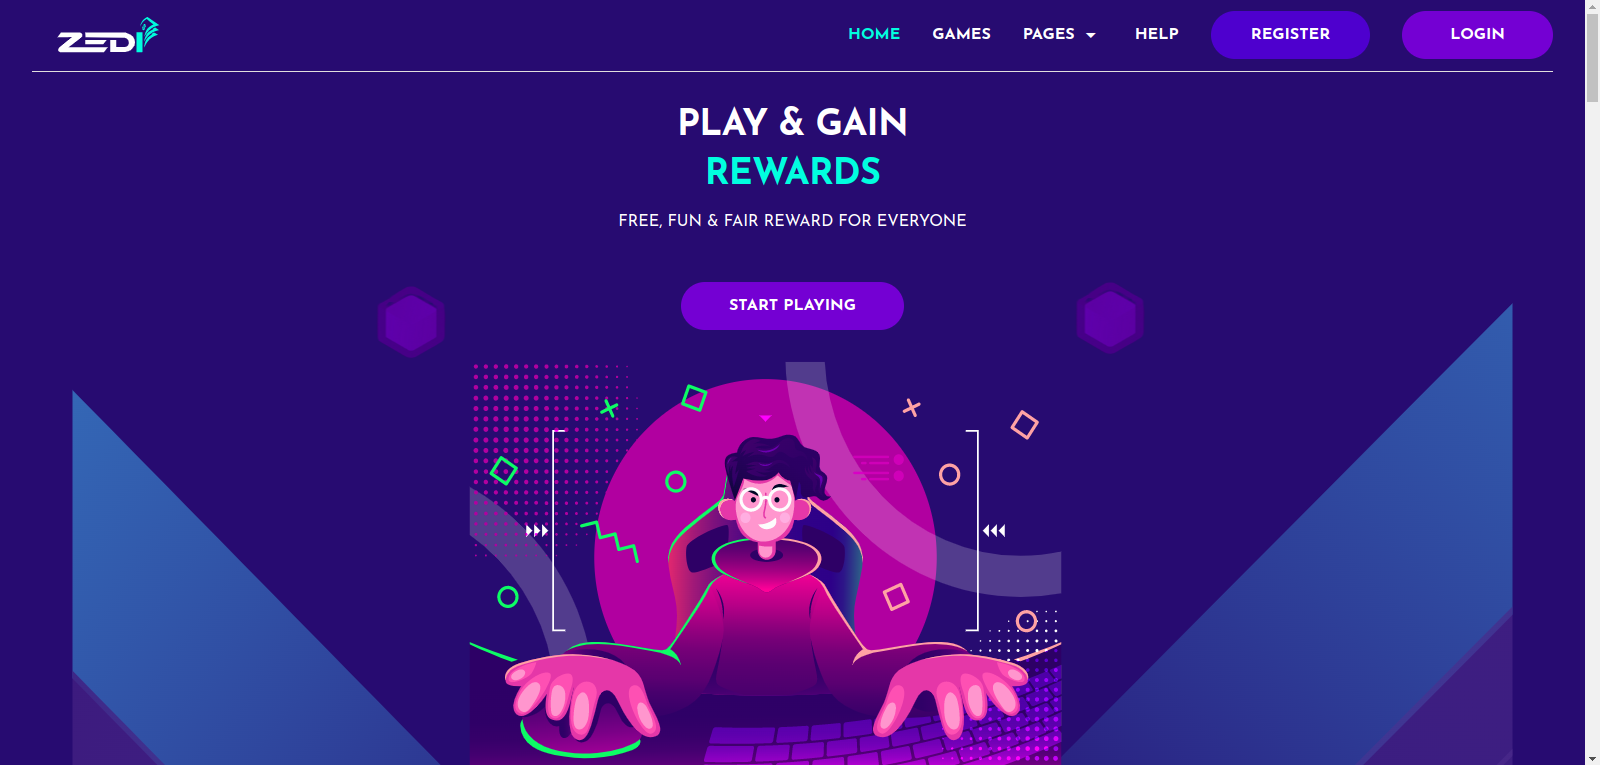 ZEDI
HOME GAMES PAGES HELP REGISTER LOGIN
PLAY & GAIN
REWARDS
FREE, FUN & FAIR REWARD FOR EVERYONE
START PLAYING